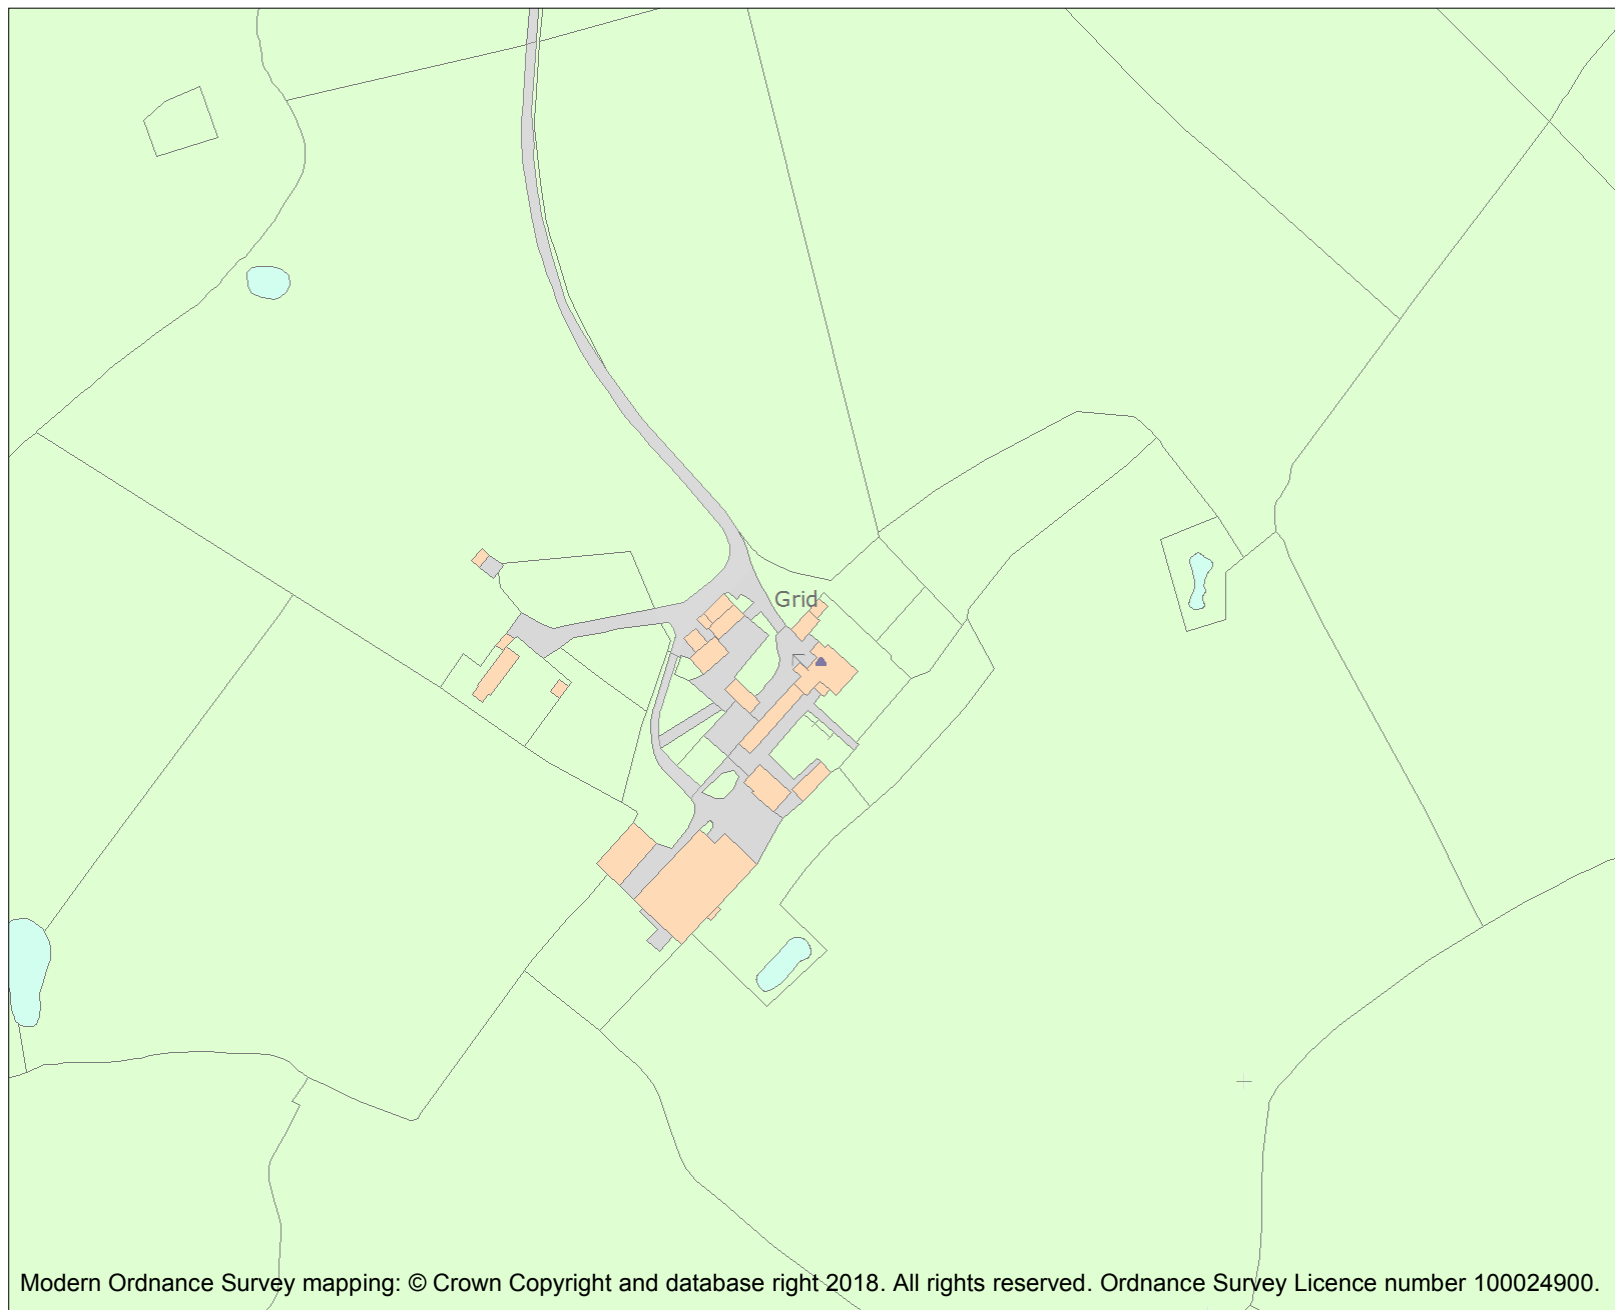 Grid
Modern Ordnance Survey mapping: © Crown Copyright and database right 2018. All rights reserved. Ordnance Survey Licence number 100024900.